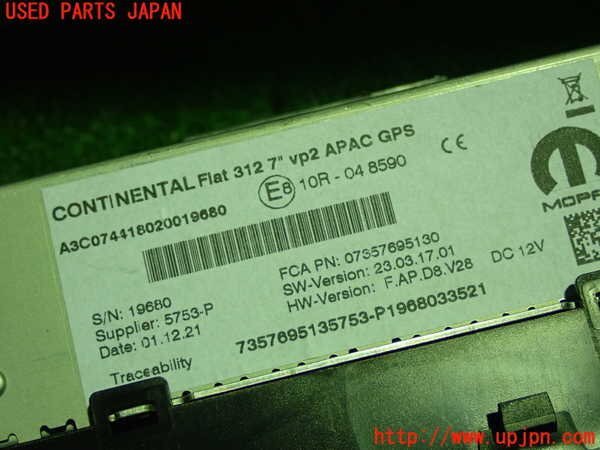 USED PARTS JAPAN
CONTINENTAL Fiat 312 7" vp2 APAC GPS
A3C074418020019680
E8 10R - 04 8590
CE
MOPA
FCA PN: 07357695130
SW-Version: 23.03.17.01
HW-Version: F.AP.D8.V28
DC 12V
S/N: 19680
Supplier: 5753-P
Date: 01.12.21
7357695135753-P1968033521
Traceability
http://www.upjpn.com/